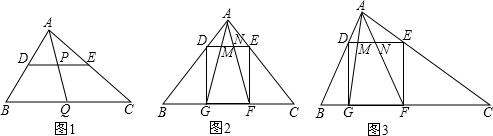 A
D P E
B Q C
图1
A
D N E
M
B G F C
图2
A
D M N E
B G F C
图3